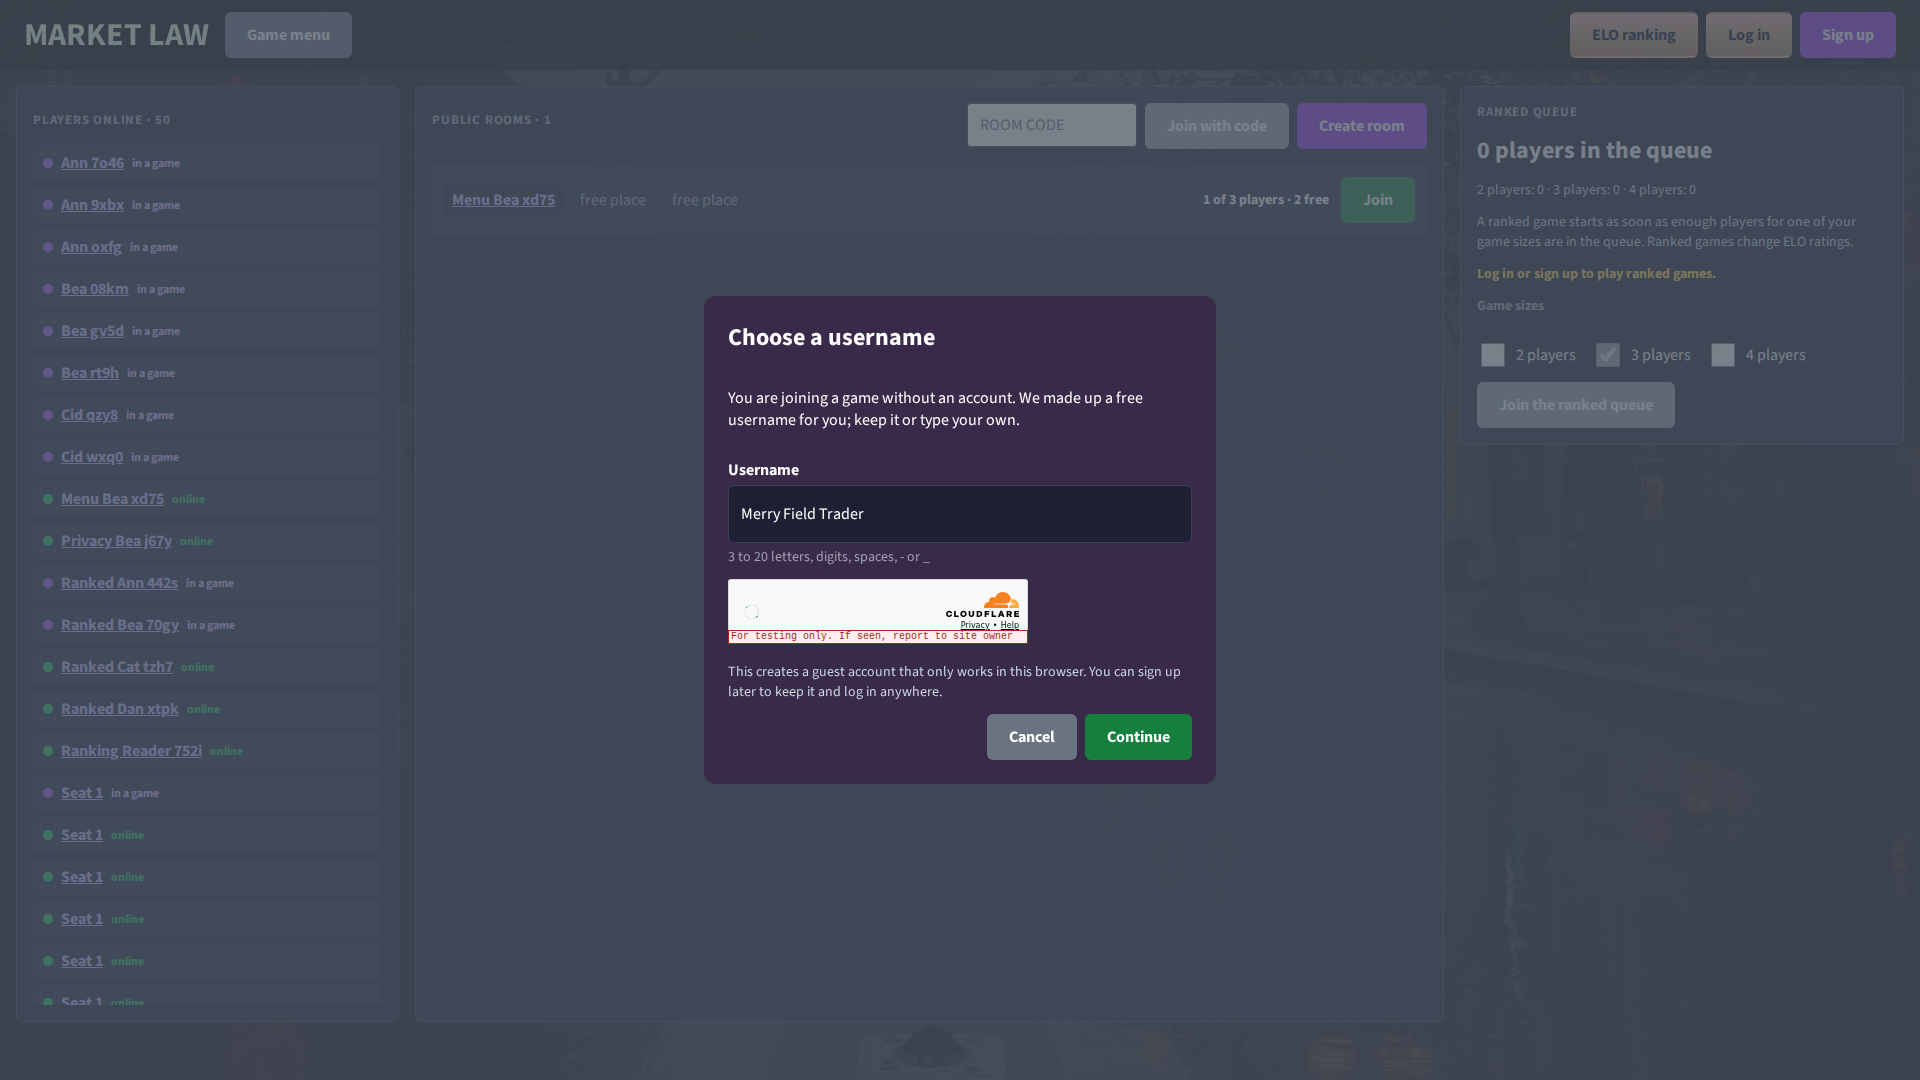 MARKET LAW
Game menu
ELO ranking
Log in
Sign up
PLAYERS ONLINE · 50
Ann 7o46 in a game
Ann 9xbx in a game
Ann oxfg in a game
Bea 08km in a game
Bea gv5d in a game
Bea rt9h in a game
Cid qzy8 in a game
Cid wxq0 in a game
Menu Bea xd75 online
Privacy Bea j67y online
Ranked Ann 442s in a game
Ranked Bea 70gy in a game
Ranked Cat tzh7 online
Ranked Dan xtpk online
Ranking Reader 752i online
Seat 1 in a game
Seat 1 online
Seat 1 online
Seat 1 online
Seat 1 online
Seat 1 online
PUBLIC ROOMS · 1
ROOM CODE
Join with code
Create room
Menu Bea xd75 free place free place 1 of 3 players · 2 free Join
Choose a username
You are joining a game without an account. We made up a free
username for you; keep it or type your own.
Username
Merry Field Trader
3 to 20 letters, digits, spaces, - or _
CLOUDFLARE
Privacy • Help
For testing only. If seen, report to site owner
This creates a guest account that only works in this browser. You can sign up
later to keep it and log in anywhere.
Cancel
Continue
RANKED QUEUE
0 players in the queue
2 players: 0 · 3 players: 0 · 4 players: 0
A ranked game starts as soon as enough players for one of your
game sizes are in the queue. Ranked games change ELO ratings.
Log in or sign up to play ranked games.
Game sizes
2 players 3 players 4 players
Join the ranked queue